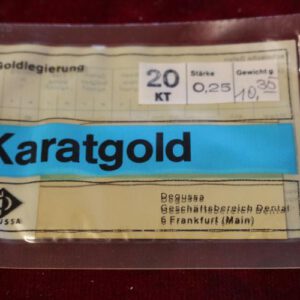 Goldlegierung
20 KT
Stärke
0,25
Gewicht g
10,35
Karatgold
Degussa
Geschäftsbereich Dental
6 Frankfurt (Main)